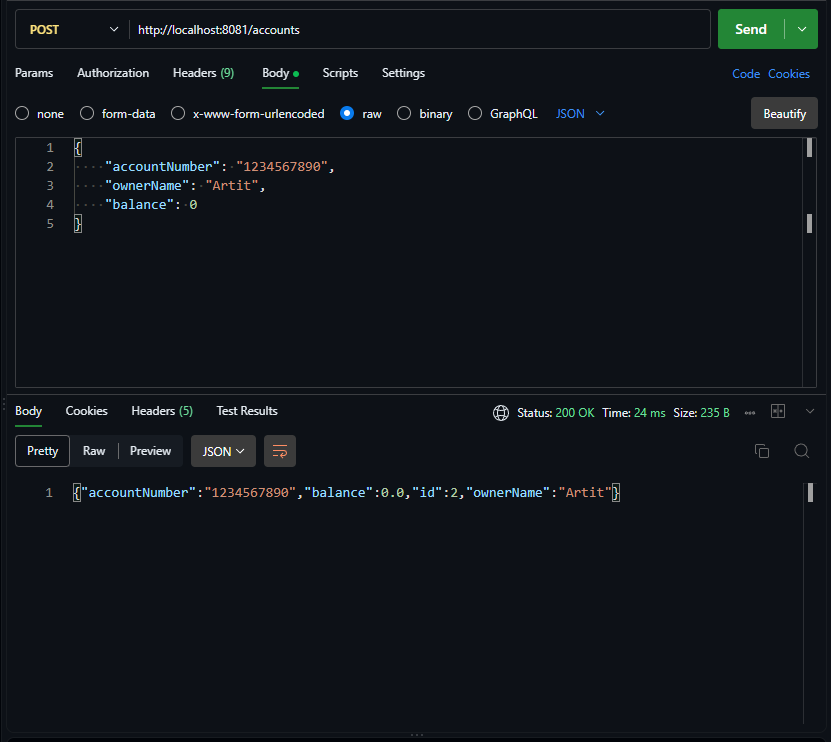 POST http://localhost:8081/accounts Send
Params Authorization Headers (9) Body Scripts Settings Code Cookies
none form-data x-www-form-urlencoded raw binary GraphQL JSON Beautify
1 {
2 ····"accountNumber":·"1234567890",
3 ····"ownerName":·"Artit",
4 ····"balance":·0
5 }
Body Cookies Headers (5) Test Results Status: 200 OK Time: 24 ms Size: 235 B
Pretty Raw Preview JSON
1 {"accountNumber":"1234567890","balance":0.0,"id":2,"ownerName":"Artit"}